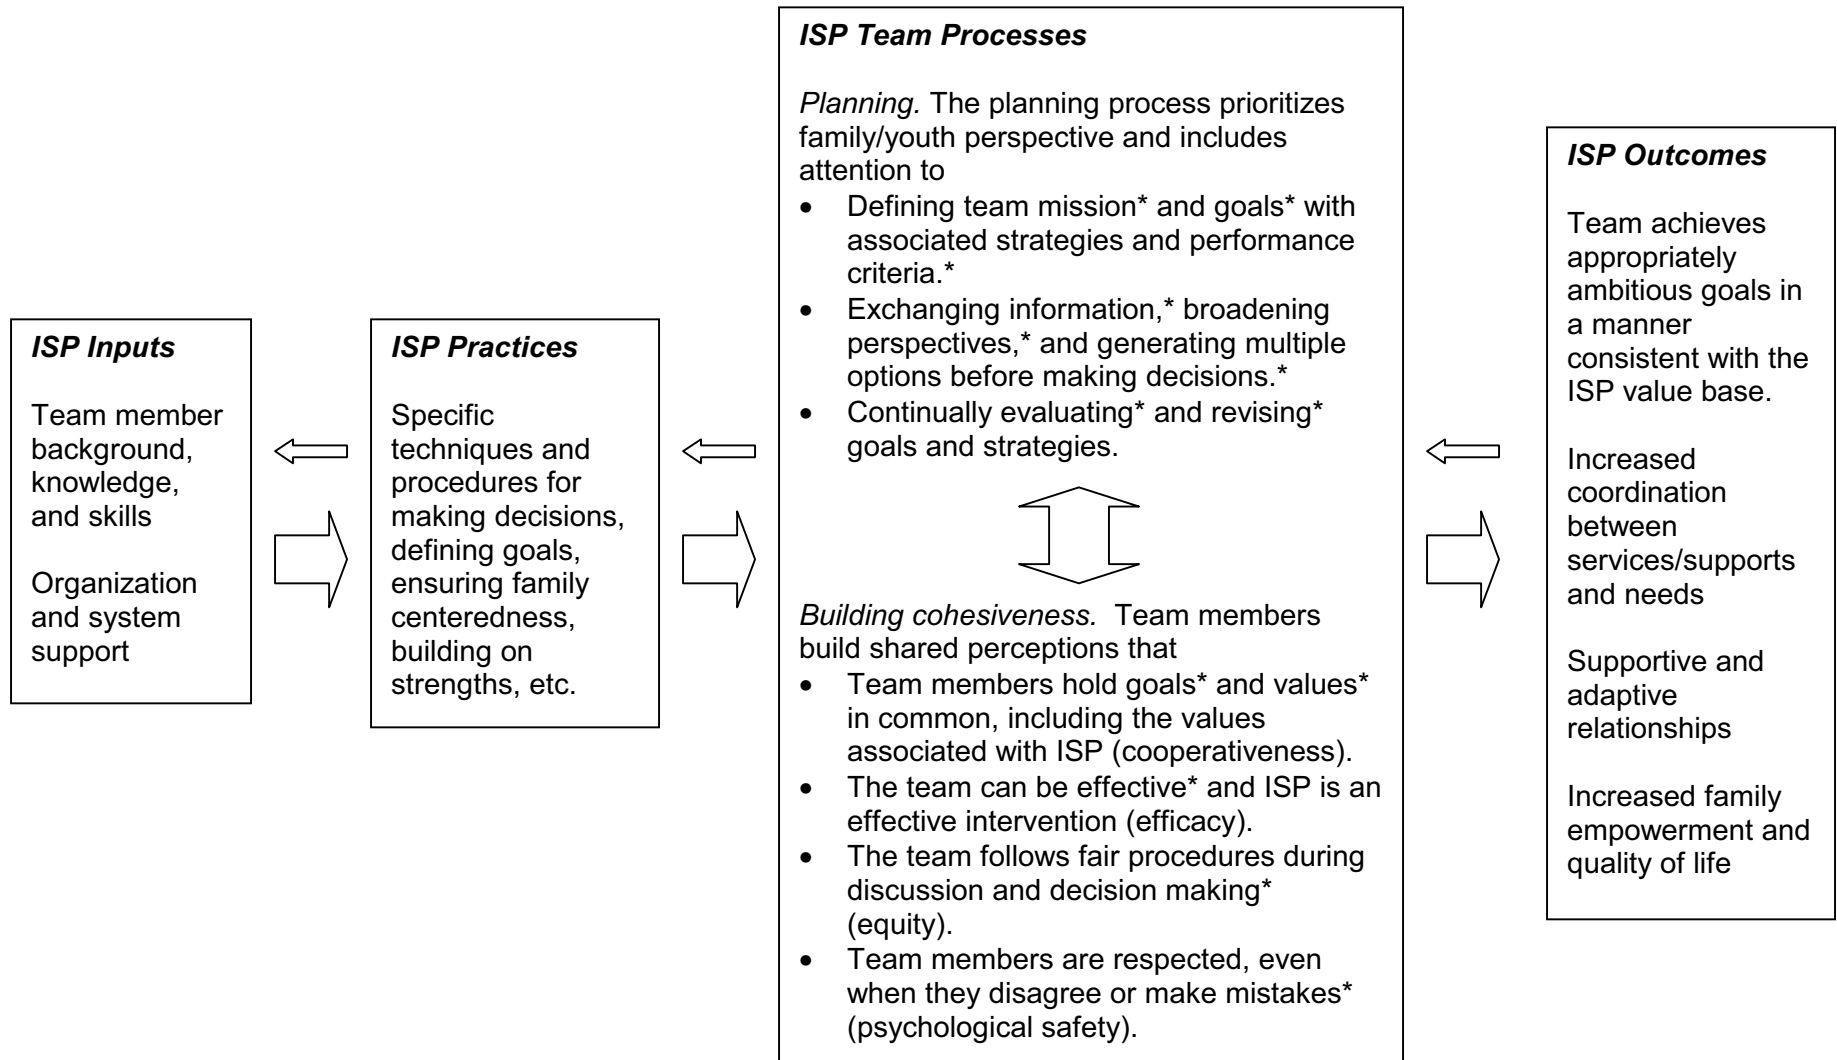 ISP Inputs
Team member
background,
knowledge,
and skills
Organization
and system
support
ISP Practices
Specific
techniques and
procedures for
making decisions,
defining goals,
ensuring family
centeredness,
building on
strengths, etc.
ISP Team Processes
Planning. The planning process prioritizes
family/youth perspective and includes
attention to
• Defining team mission* and goals* with
associated strategies and performance
criteria.*
• Exchanging information,* broadening
perspectives,* and generating multiple
options before making decisions.*
• Continually evaluating* and revising*
goals and strategies.
Building cohesiveness. Team members
build shared perceptions that
• Team members hold goals* and values*
in common, including the values
associated with ISP (cooperativeness).
• The team can be effective* and ISP is an
effective intervention (efficacy).
• The team follows fair procedures during
discussion and decision making*
(equity).
• Team members are respected, even
when they disagree or make mistakes*
(psychological safety).
ISP Outcomes
Team achieves
appropriately
ambitious goals in
a manner
consistent with the
ISP value base.
Increased
coordination
between
services/supports
and needs
Supportive and
adaptive
relationships
Increased family
empowerment and
quality of life